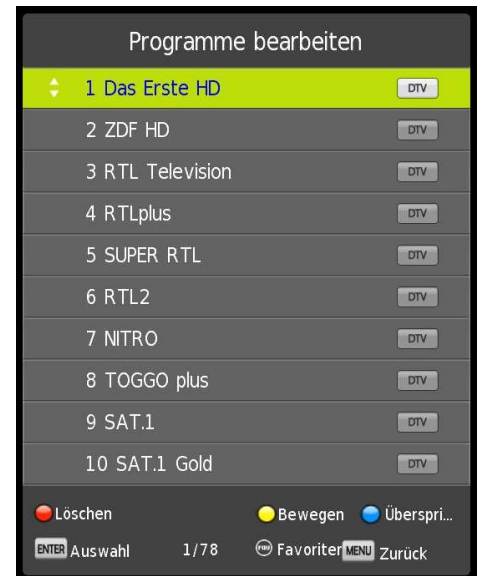 Programme bearbeiten
1 Das Erste HD DTV
2 ZDF HD DTV
3 RTL Television DTV
4 RTLplus DTV
5 SUPER RTL DTV
6 RTL2 DTV
7 NITRO DTV
8 TOGGO plus DTV
9 SAT.1 DTV
10 SAT.1 Gold DTV
Löschen Bewegen Überspri...
ENTER Auswahl 1/78 FAV Favoriten MENU Zurück